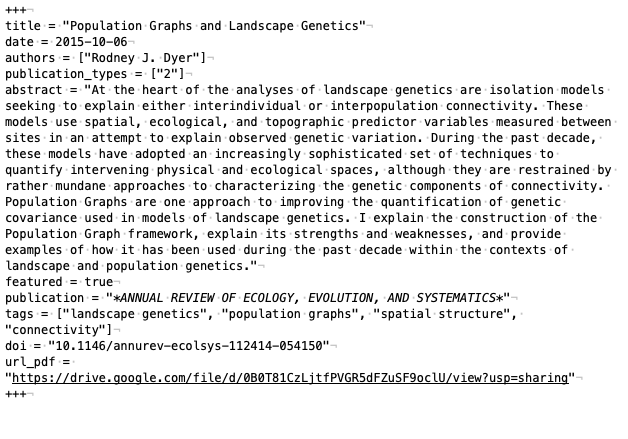 +++
title = "Population Graphs and Landscape Genetics"
date = 2015-10-06
authors = ["Rodney J. Dyer"]
publication_types = ["2"]
abstract = "At the heart of the analyses of landscape genetics are isolation models
seeking to explain either interindividual or interpopulation connectivity. These
models use spatial, ecological, and topographic predictor variables measured between
sites in an attempt to explain observed genetic variation. During the past decade,
these models have adopted an increasingly sophisticated set of techniques to
quantify intervening physical and ecological spaces, although they are restrained by
rather mundane approaches to characterizing the genetic components of connectivity.
Population Graphs are one approach to improving the quantification of genetic
covariance used in models of landscape genetics. I explain the construction of the
Population Graph framework, explain its strengths and weaknesses, and provide
examples of how it has been used during the past decade within the contexts of
landscape and population genetics."
featured = true
publication = "*ANNUAL REVIEW OF ECOLOGY, EVOLUTION, AND SYSTEMATICS*"
tags = ["landscape genetics", "population graphs", "spatial structure",
"connectivity"]
doi = "10.1146/annurev-ecolsys-112414-054150"
url_pdf =
"https://drive.google.com/file/d/0B0T81CzLjtfPVGR5dFZuSF9oclU/view?usp=sharing"
+++